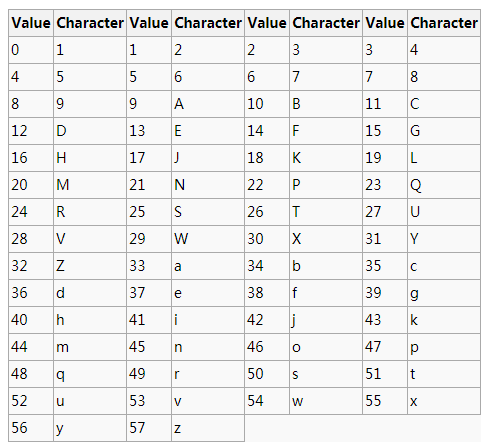 Value Character Value Character Value Character Value Character
0 1 1 2 2 3 3 4
4 5 5 6 6 7 7 8
8 9 9 A 10 B 11 C
12 D 13 E 14 F 15 G
16 H 17 J 18 K 19 L
20 M 21 N 22 P 23 Q
24 R 25 S 26 T 27 U
28 V 29 W 30 X 31 Y
32 Z 33 a 34 b 35 c
36 d 37 e 38 f 39 g
40 h 41 i 42 j 43 k
44 m 45 n 46 o 47 p
48 q 49 r 50 s 51 t
52 u 53 v 54 w 55 x
56 y 57 z